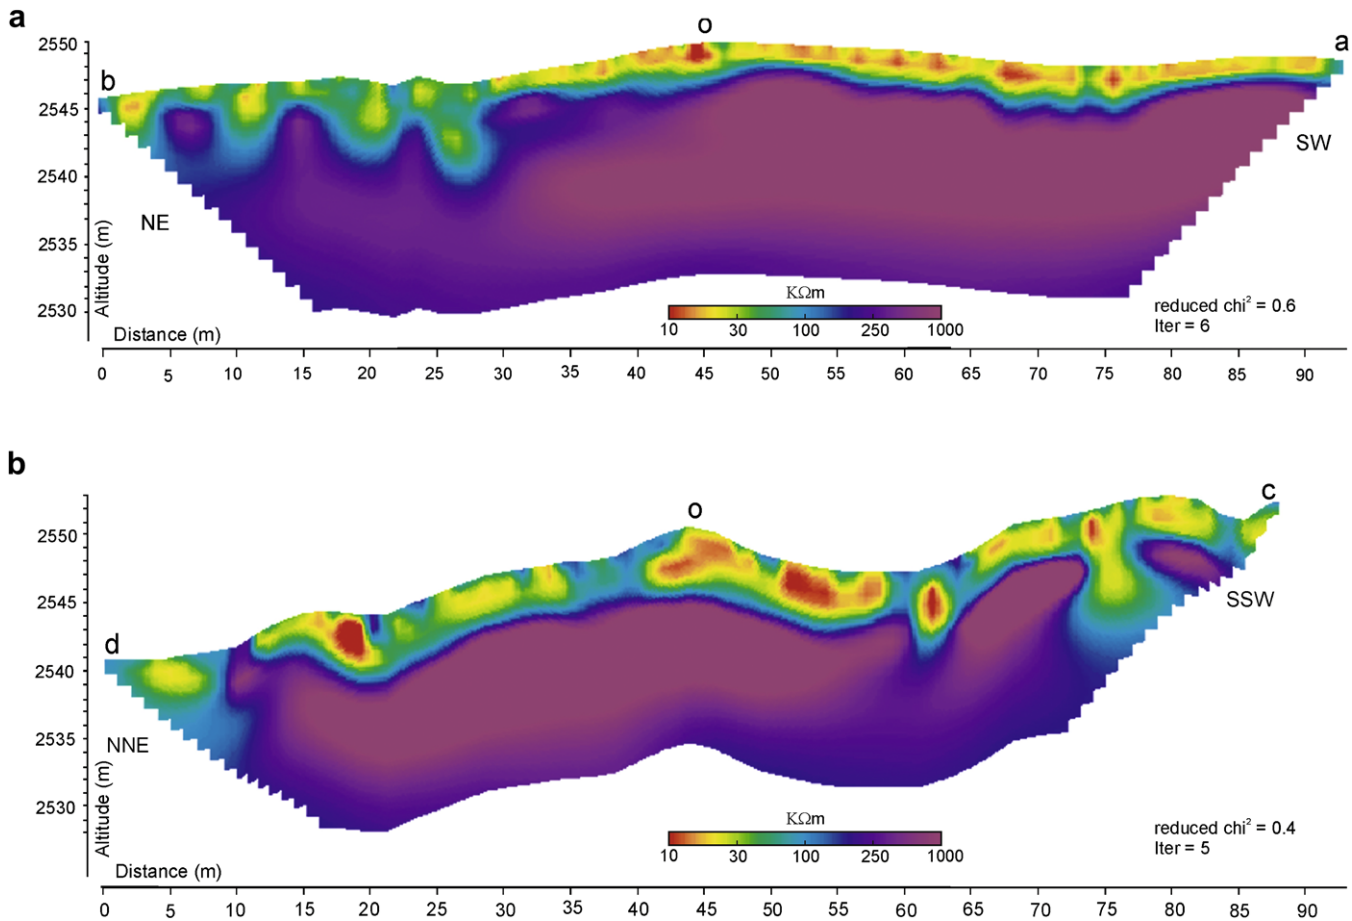 a
o
a
b
2550
2545
2540
2535
2530
Altitude (m)
NE
SW
KΩm
10 30 100 250 1000
reduced chi² = 0.6
Iter = 6
Distance (m)
0 5 10 15 20 25 30 35 40 45 50 55 60 65 70 75 80 85 90
b
o
c
d
2550
2545
2540
2535
2530
Altitude (m)
NNE
SSW
KΩm
10 30 100 250 1000
reduced chi² = 0.4
Iter = 5
Distance (m)
0 5 10 15 20 25 30 35 40 45 50 55 60 65 70 75 80 85 90